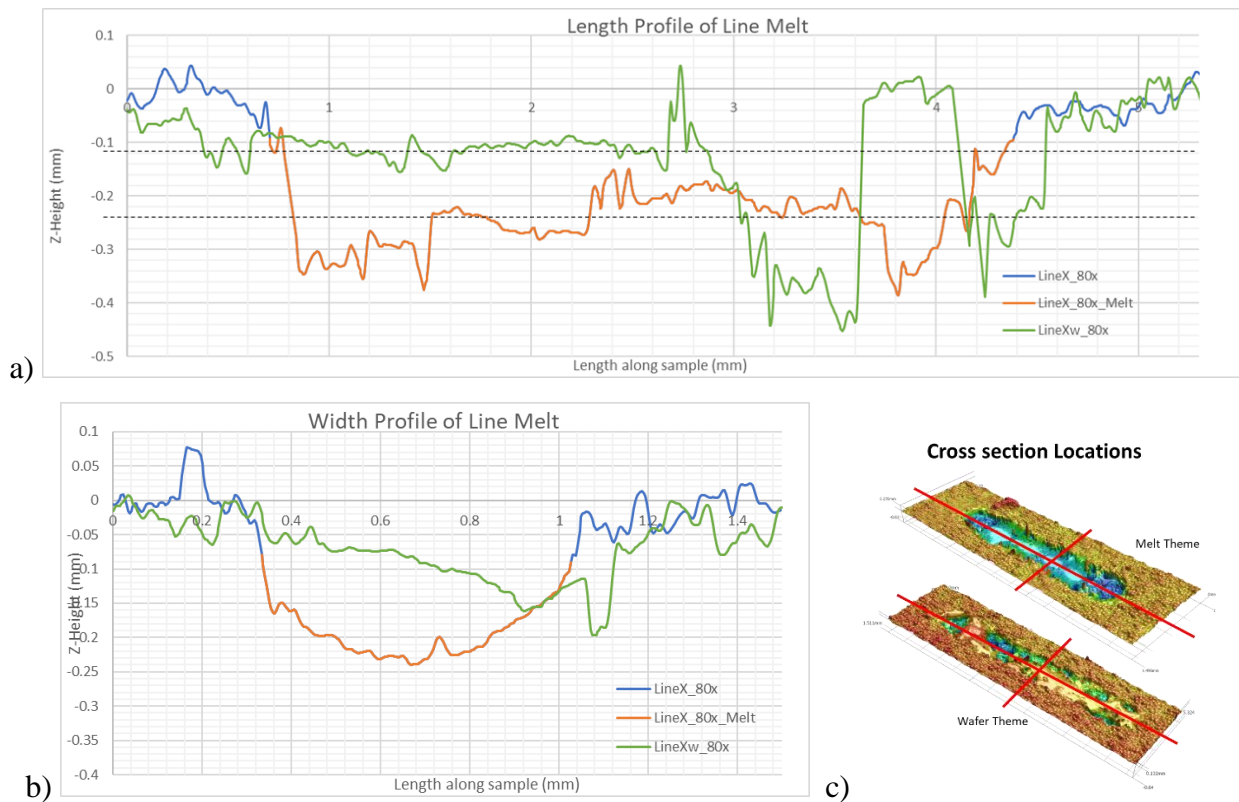 Length Profile of Line Melt
0.1
0
-0.1
-0.2
-0.3
-0.4
-0.5
Z-Height (mm)
0
1
2
3
4
5
LineX_80x
LineX_80x_Melt
LineXw_80x
Length along sample (mm)
a)
Width Profile of Line Melt
0.1
0.05
0
-0.05
-0.1
-0.15
-0.2
-0.25
-0.3
-0.35
-0.4
Z-Height (mm)
0
0.2
0.4
0.6
0.8
1
1.2
1.4
LineX_80x
LineX_80x_Melt
LineXw_80x
Length along sample (mm)
b)
Cross section Locations
Melt Theme
Wafer Theme
c)